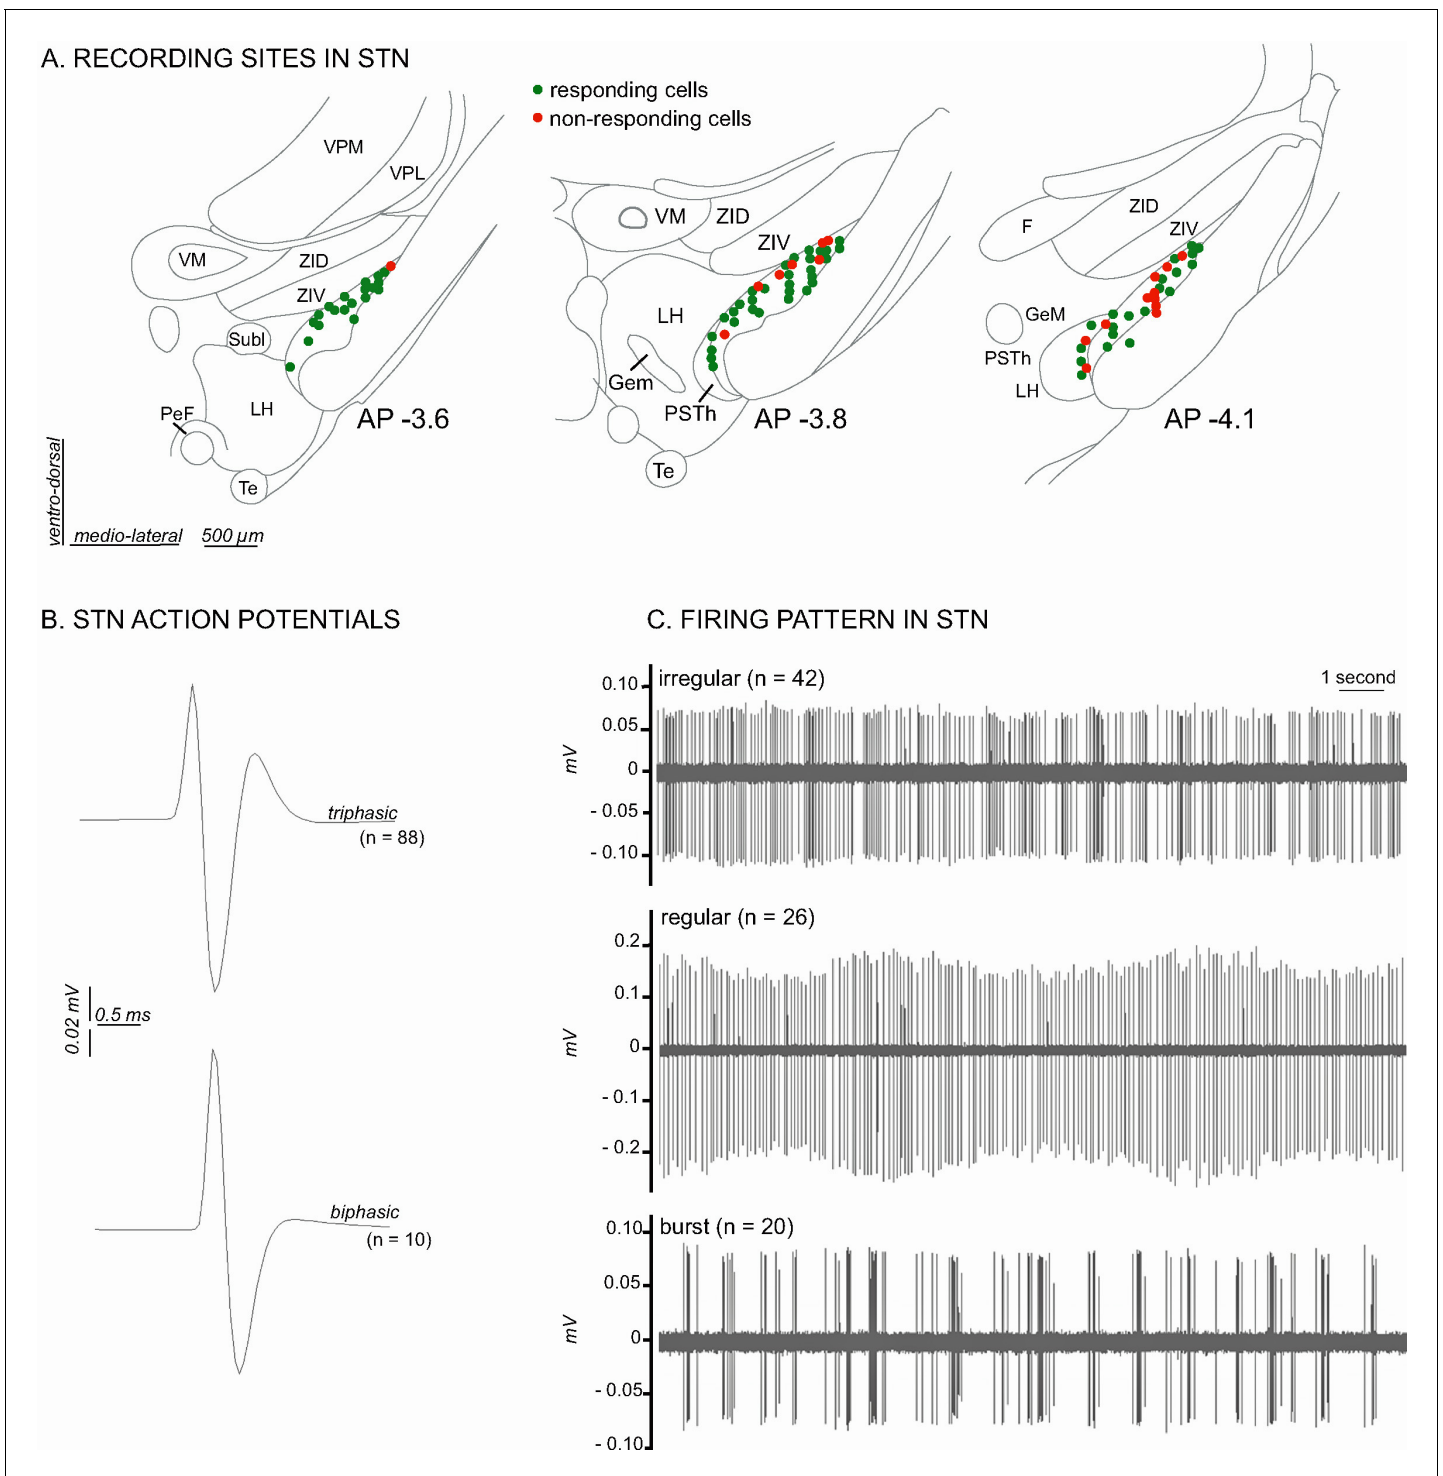 A. RECORDING SITES IN STN
responding cells
non-responding cells
VPM
VPL
VM
ZID
ZIV
Subl
PeF
LH
AP -3.6
Te
VM
ZID
ZIV
LH
Gem
PSTh
AP -3.8
Te
F
ZID
ZIV
GeM
PSTh
LH
AP -4.1
ventro-dorsal
medio-lateral
500 µm
B. STN ACTION POTENTIALS
triphasic
(n = 88)
0.02 mV
0.5 ms
biphasic
(n = 10)
C. FIRING PATTERN IN STN
irregular (n = 42)
1 second
0.10
0.05
0
- 0.05
- 0.10
mV
regular (n = 26)
0.2
0.1
0
- 0.1
- 0.2
mV
burst (n = 20)
0.10
0.05
0
- 0.05
- 0.10
mV